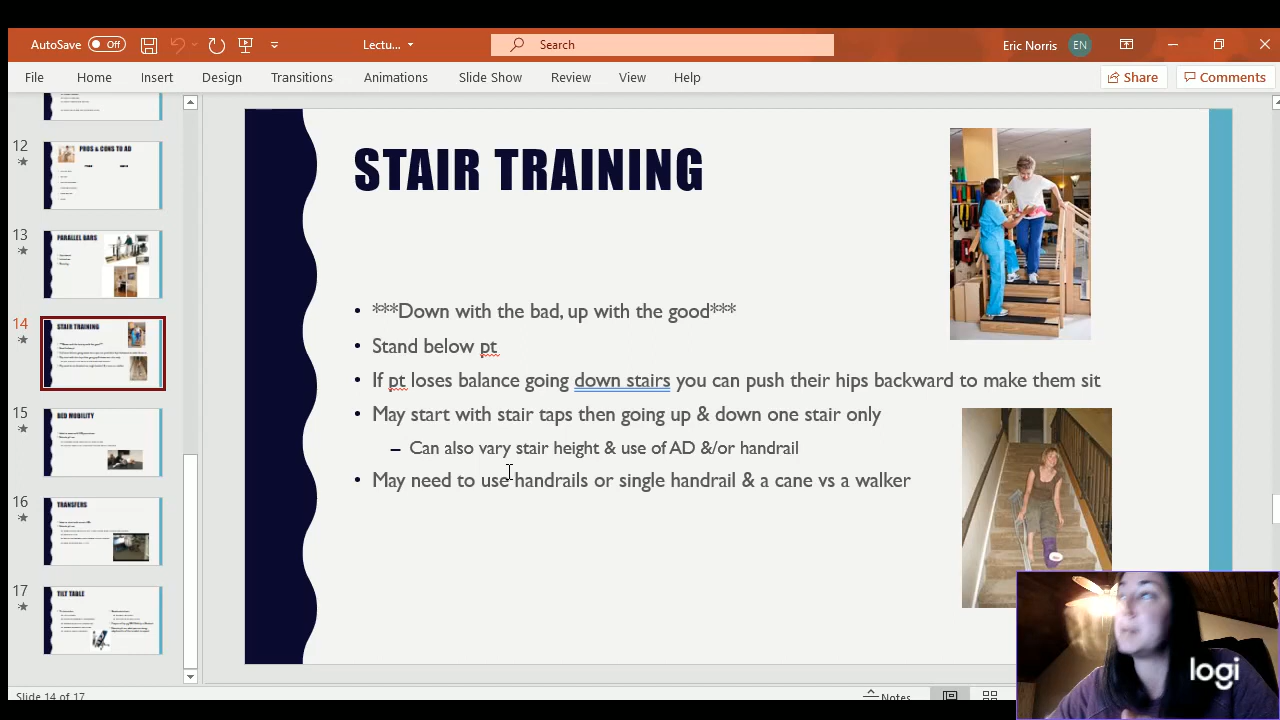 AutoSave Off Lectu... Search Eric Norris EN
File Home Insert Design Transitions Animations Slide Show Review View Help Share Comments
12
PROS & CONS TO AD
13
PARALLEL BARS
14
STAIR TRAINING
15
BED MOBILITY
16
TRANSFERS
17
TILT TABLE
STAIR TRAINING
• ***Down with the bad, up with the good***
• Stand below pt
• If pt loses balance going down stairs you can push their hips backward to make them sit
• May start with stair taps then going up & down one stair only
– Can also vary stair height & use of AD &/or handrail
• May need to use handrails or single handrail & a cane vs a walker
logi
Slide 14 of 17
Notes